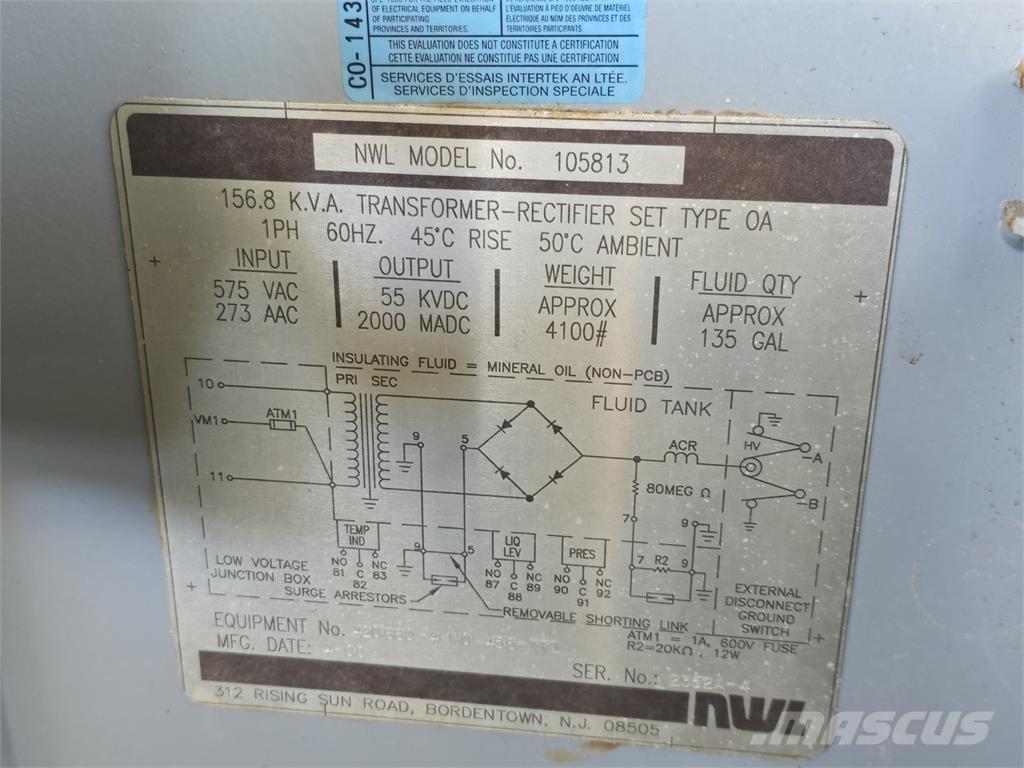 CO-143
OF ELECTRICAL EQUIPMENT ON BEHALF
OF PARTICIPATING
PROVINCES AND TERRITORIES.
L'ÉVALUATION À PIED D'OEUVRE DE MATÉRIEL
ÉLECTRIQUE AU NOM DES PROVINCES ET DES
TERRITOIRES PARTICIPANTS.
THIS EVALUATION DOES NOT CONSTITUTE A CERTIFICATION
CETTE EVALUATION NE CONSTITUE PAS UNE CERTIFICATION
SERVICES D'ESSAIS INTERTEK AN LTÉE.
SERVICES D'INSPECTION SPECIALE
NWL MODEL No. 105813
156.8 K.V.A. TRANSFORMER-RECTIFIER SET TYPE OA
1PH 60HZ. 45°C RISE 50°C AMBIENT
INPUT
575 VAC
273 AAC
OUTPUT
55 KVDC
2000 MADC
WEIGHT
APPROX
4100#
FLUID QTY
APPROX
135 GAL
INSULATING FLUID = MINERAL OIL (NON-PCB)
10
PRI SEC
FLUID TANK
VM1
ATM1
11
9
5
ACR
HV
A
B
80MEG Ω
7
9
TEMP
IND
NO
81
C
82
NC
83
9
5
LIQ
LEV
NO
87
C
88
NC
89
PRES
NO
90
C
91
NC
92
7
R2
9
LOW VOLTAGE
JUNCTION BOX
SURGE ARRESTORS
REMOVABLE SHORTING LINK
EXTERNAL
DISCONNECT
GROUND
SWITCH
ATM1 = 1A, 600V FUSE
R2=20KΩ, 12W
EQUIPMENT No.
MFG. DATE:
SER. No.: 23524-4
312 RISING SUN ROAD, BORDENTOWN, N.J. 08505
nwl
MASCUS